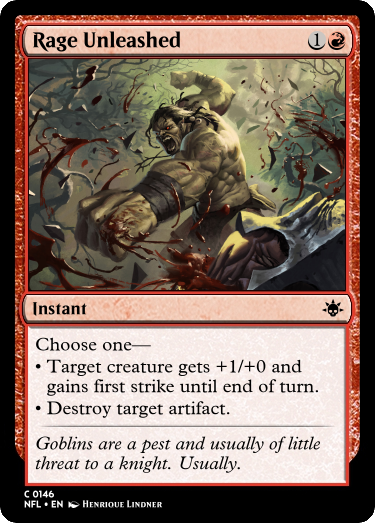 Rage Unleashed 1
Instant
Choose one—
• Target creature gets +1/+0 and
gains first strike until end of turn.
• Destroy target artifact.
Goblins are a pest and usually of little
threat to a knight. Usually.
C 0146
NFL • EN Henrique Lindner